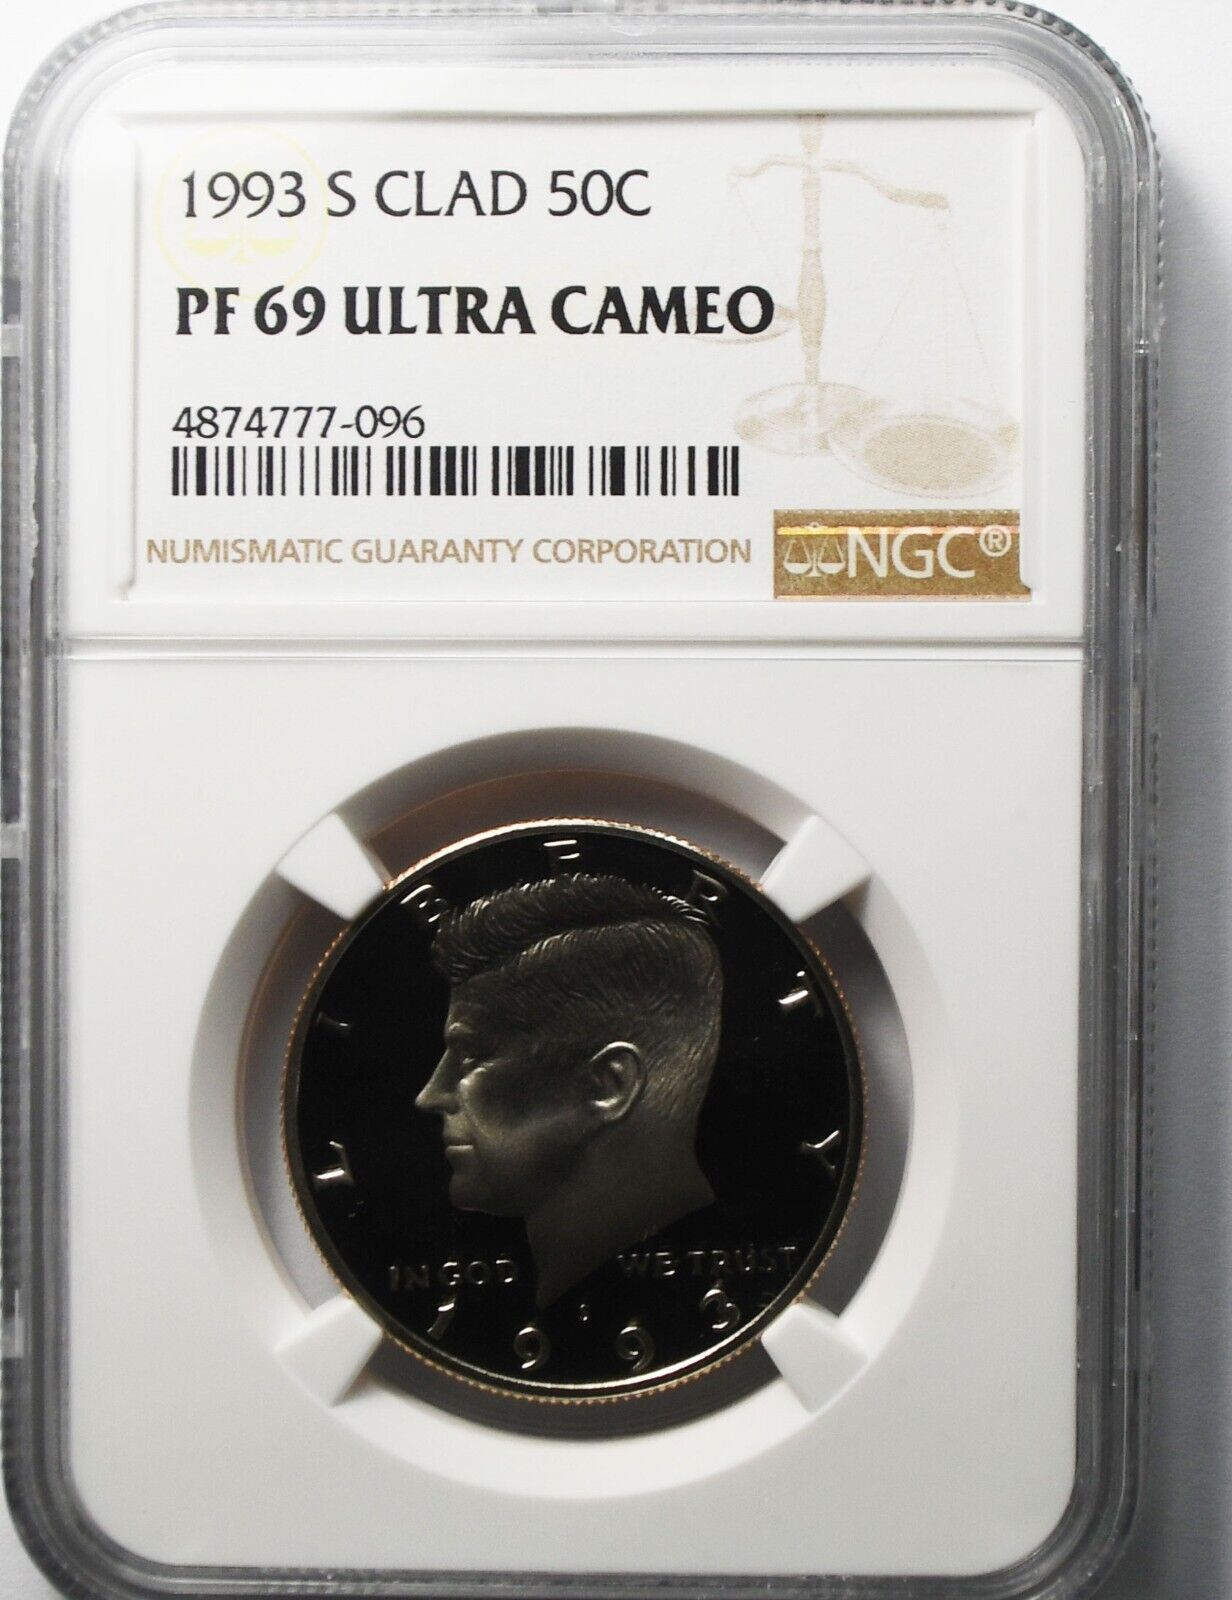 1993 S CLAD 50C
PF 69 ULTRA CAMEO
4874777-096
NUMISMATIC GUARANTY CORPORATION
NGC®
LIBERTY
IN GOD WE TRUST
1993